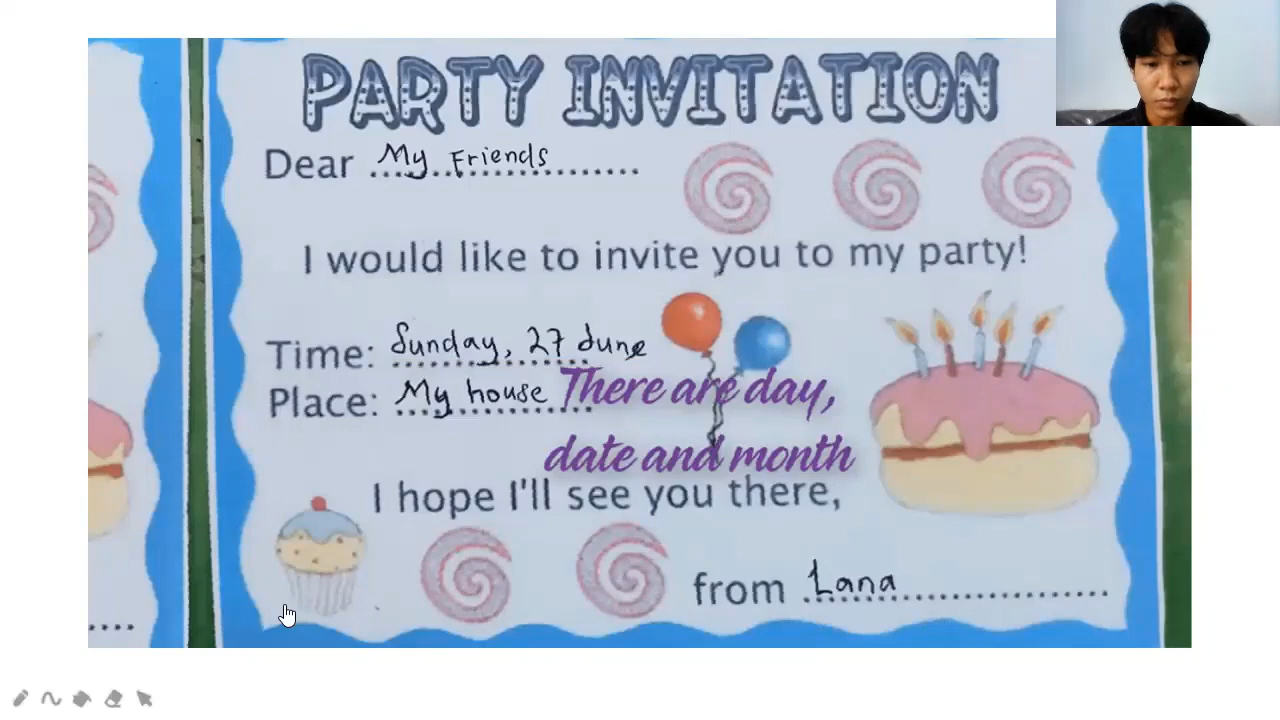 PARTY INVITATION
Dear My Friends
I would like to invite you to my party!
Time: Sunday, 27 June
Place: My house
There are day,
date and month
I hope I'll see you there,
from Lana